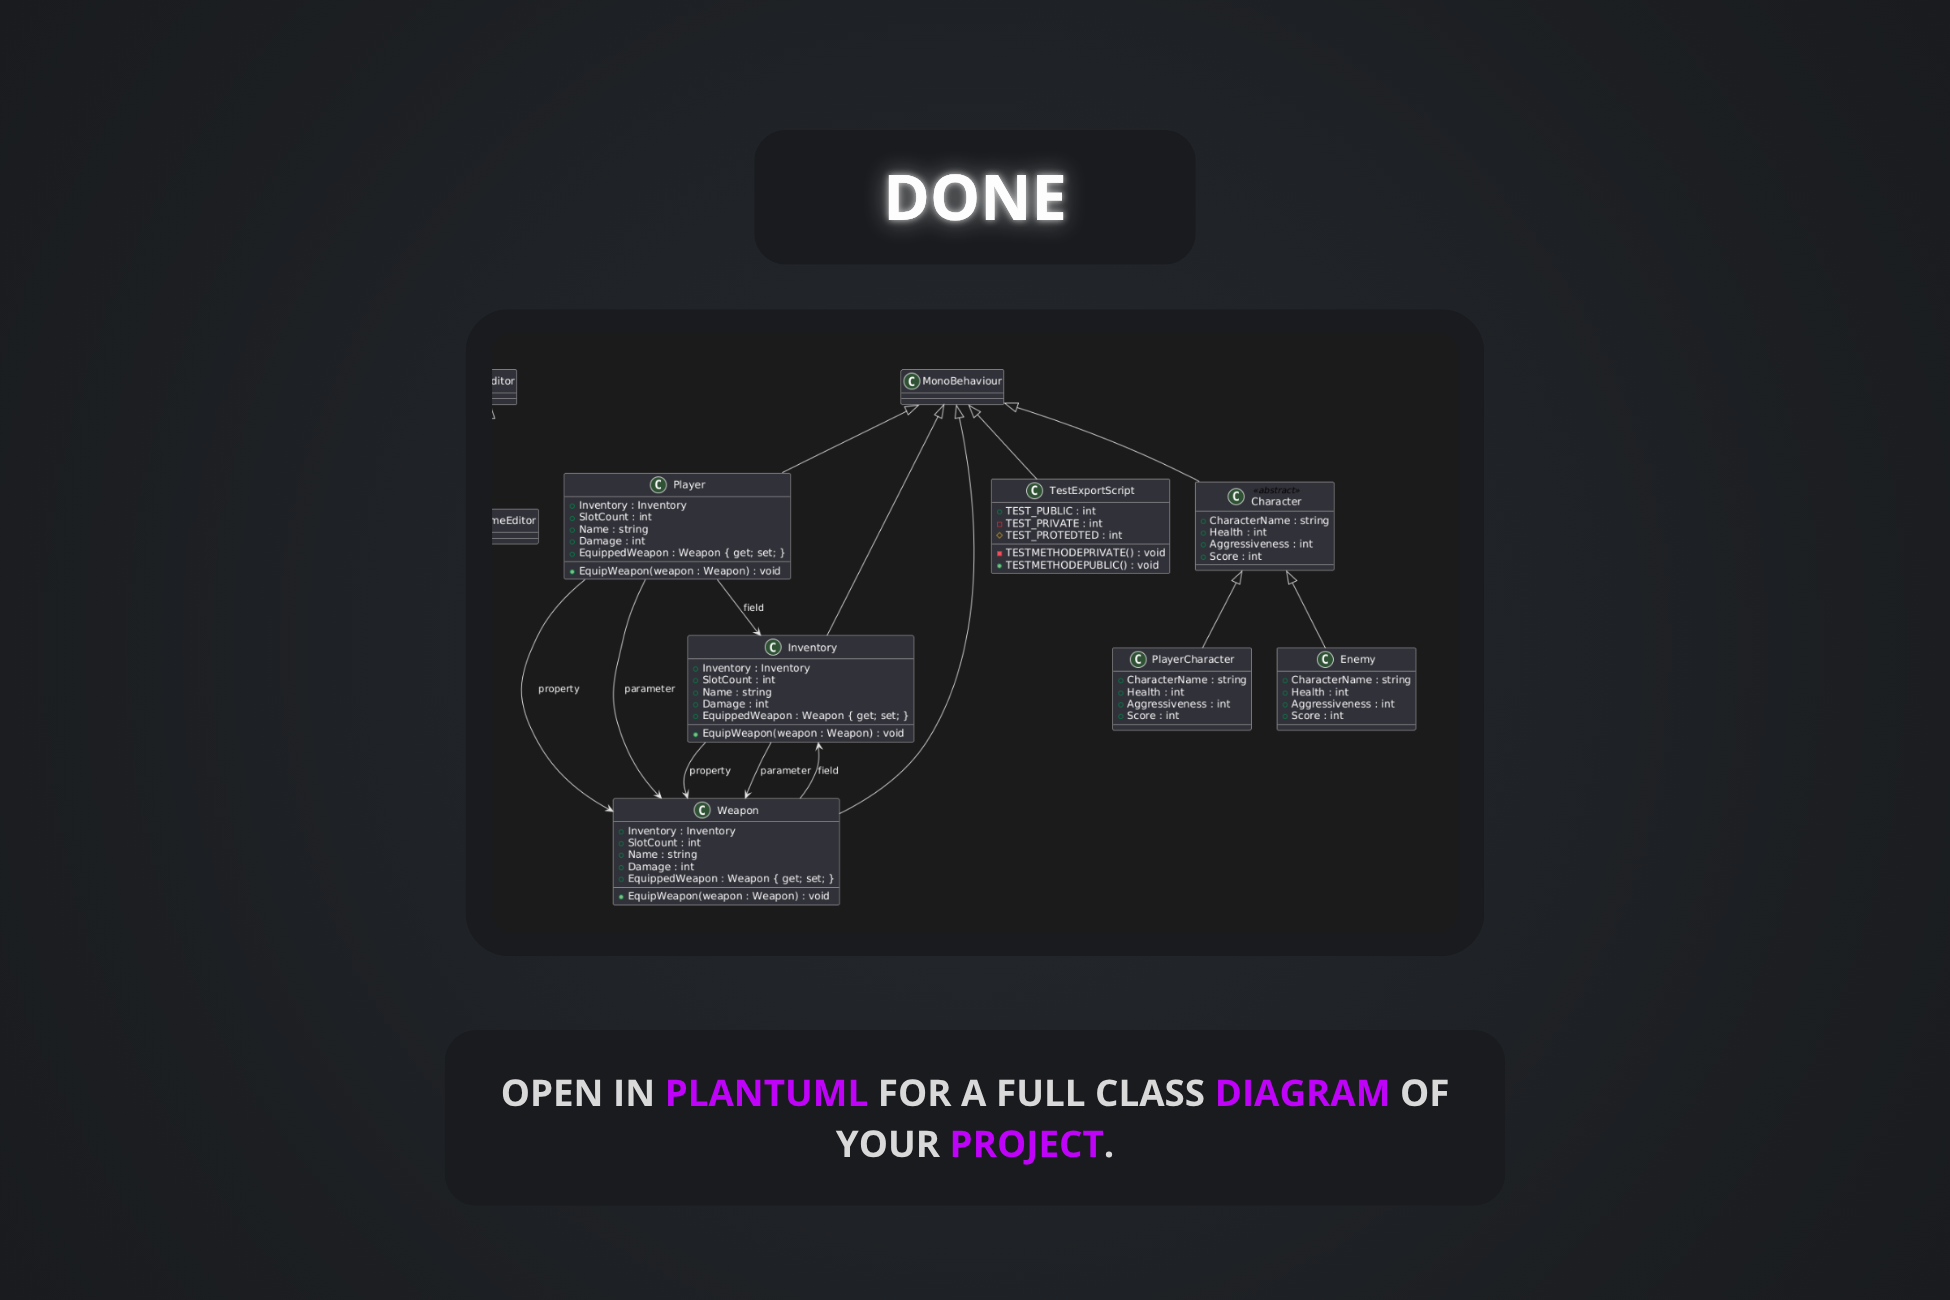 DONE
ditor
C MonoBehaviour
C Player
Inventory : Inventory
SlotCount : int
Name : string
Damage : int
EquippedWeapon : Weapon { get; set; }
EquipWeapon(weapon : Weapon) : void
C TestExportScript
TEST_PUBLIC : int
TEST_PRIVATE : int
TEST_PROTEDTED : int
TESTMETHODEPRIVATE() : void
TESTMETHODEPUBLIC() : void
C «abstract»
Character
CharacterName : string
Health : int
Aggressiveness : int
Score : int
meEditor
field
C Inventory
Inventory : Inventory
SlotCount : int
Name : string
Damage : int
EquippedWeapon : Weapon { get; set; }
EquipWeapon(weapon : Weapon) : void
C PlayerCharacter
CharacterName : string
Health : int
Aggressiveness : int
Score : int
C Enemy
CharacterName : string
Health : int
Aggressiveness : int
Score : int
property
parameter
property
parameter
field
C Weapon
Inventory : Inventory
SlotCount : int
Name : string
Damage : int
EquippedWeapon : Weapon { get; set; }
EquipWeapon(weapon : Weapon) : void
OPEN IN PLANTUML FOR A FULL CLASS DIAGRAM OF
YOUR PROJECT.